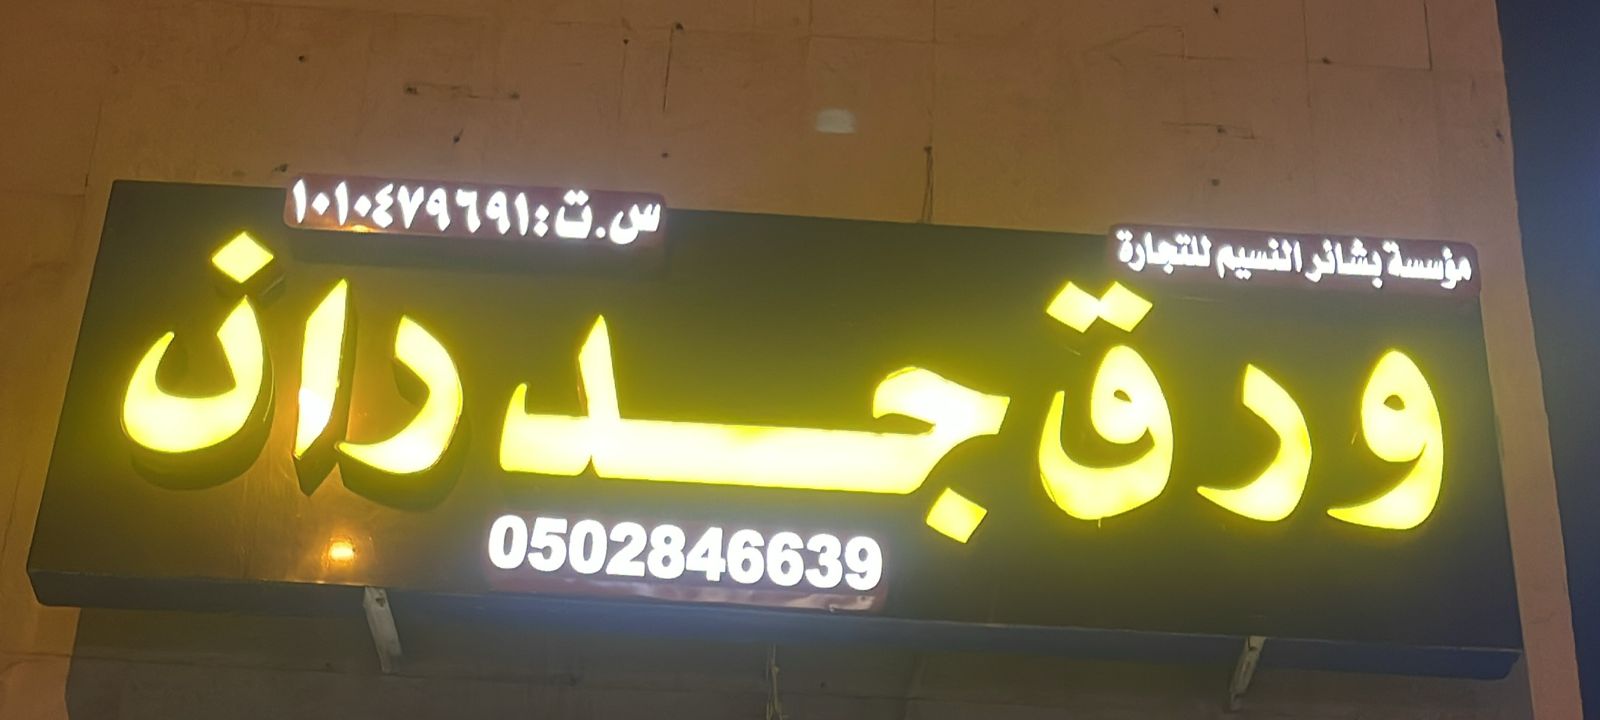 مؤسسة بشائر النسيم للتجارة
س.ت:١٠١٠٤٧٩٦٩١
ورق جدران
0502846639